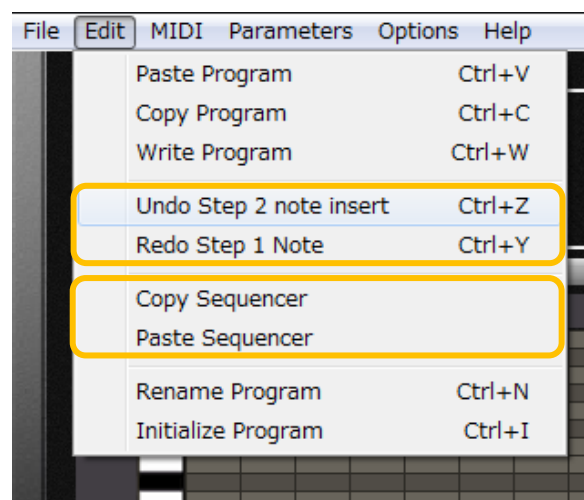 File Edit MIDI Parameters Options Help
Paste Program Ctrl+V
Copy Program Ctrl+C
Write Program Ctrl+W
Undo Step 2 note insert Ctrl+Z
Redo Step 1 Note Ctrl+Y
Copy Sequencer
Paste Sequencer
Rename Program Ctrl+N
Initialize Program Ctrl+I